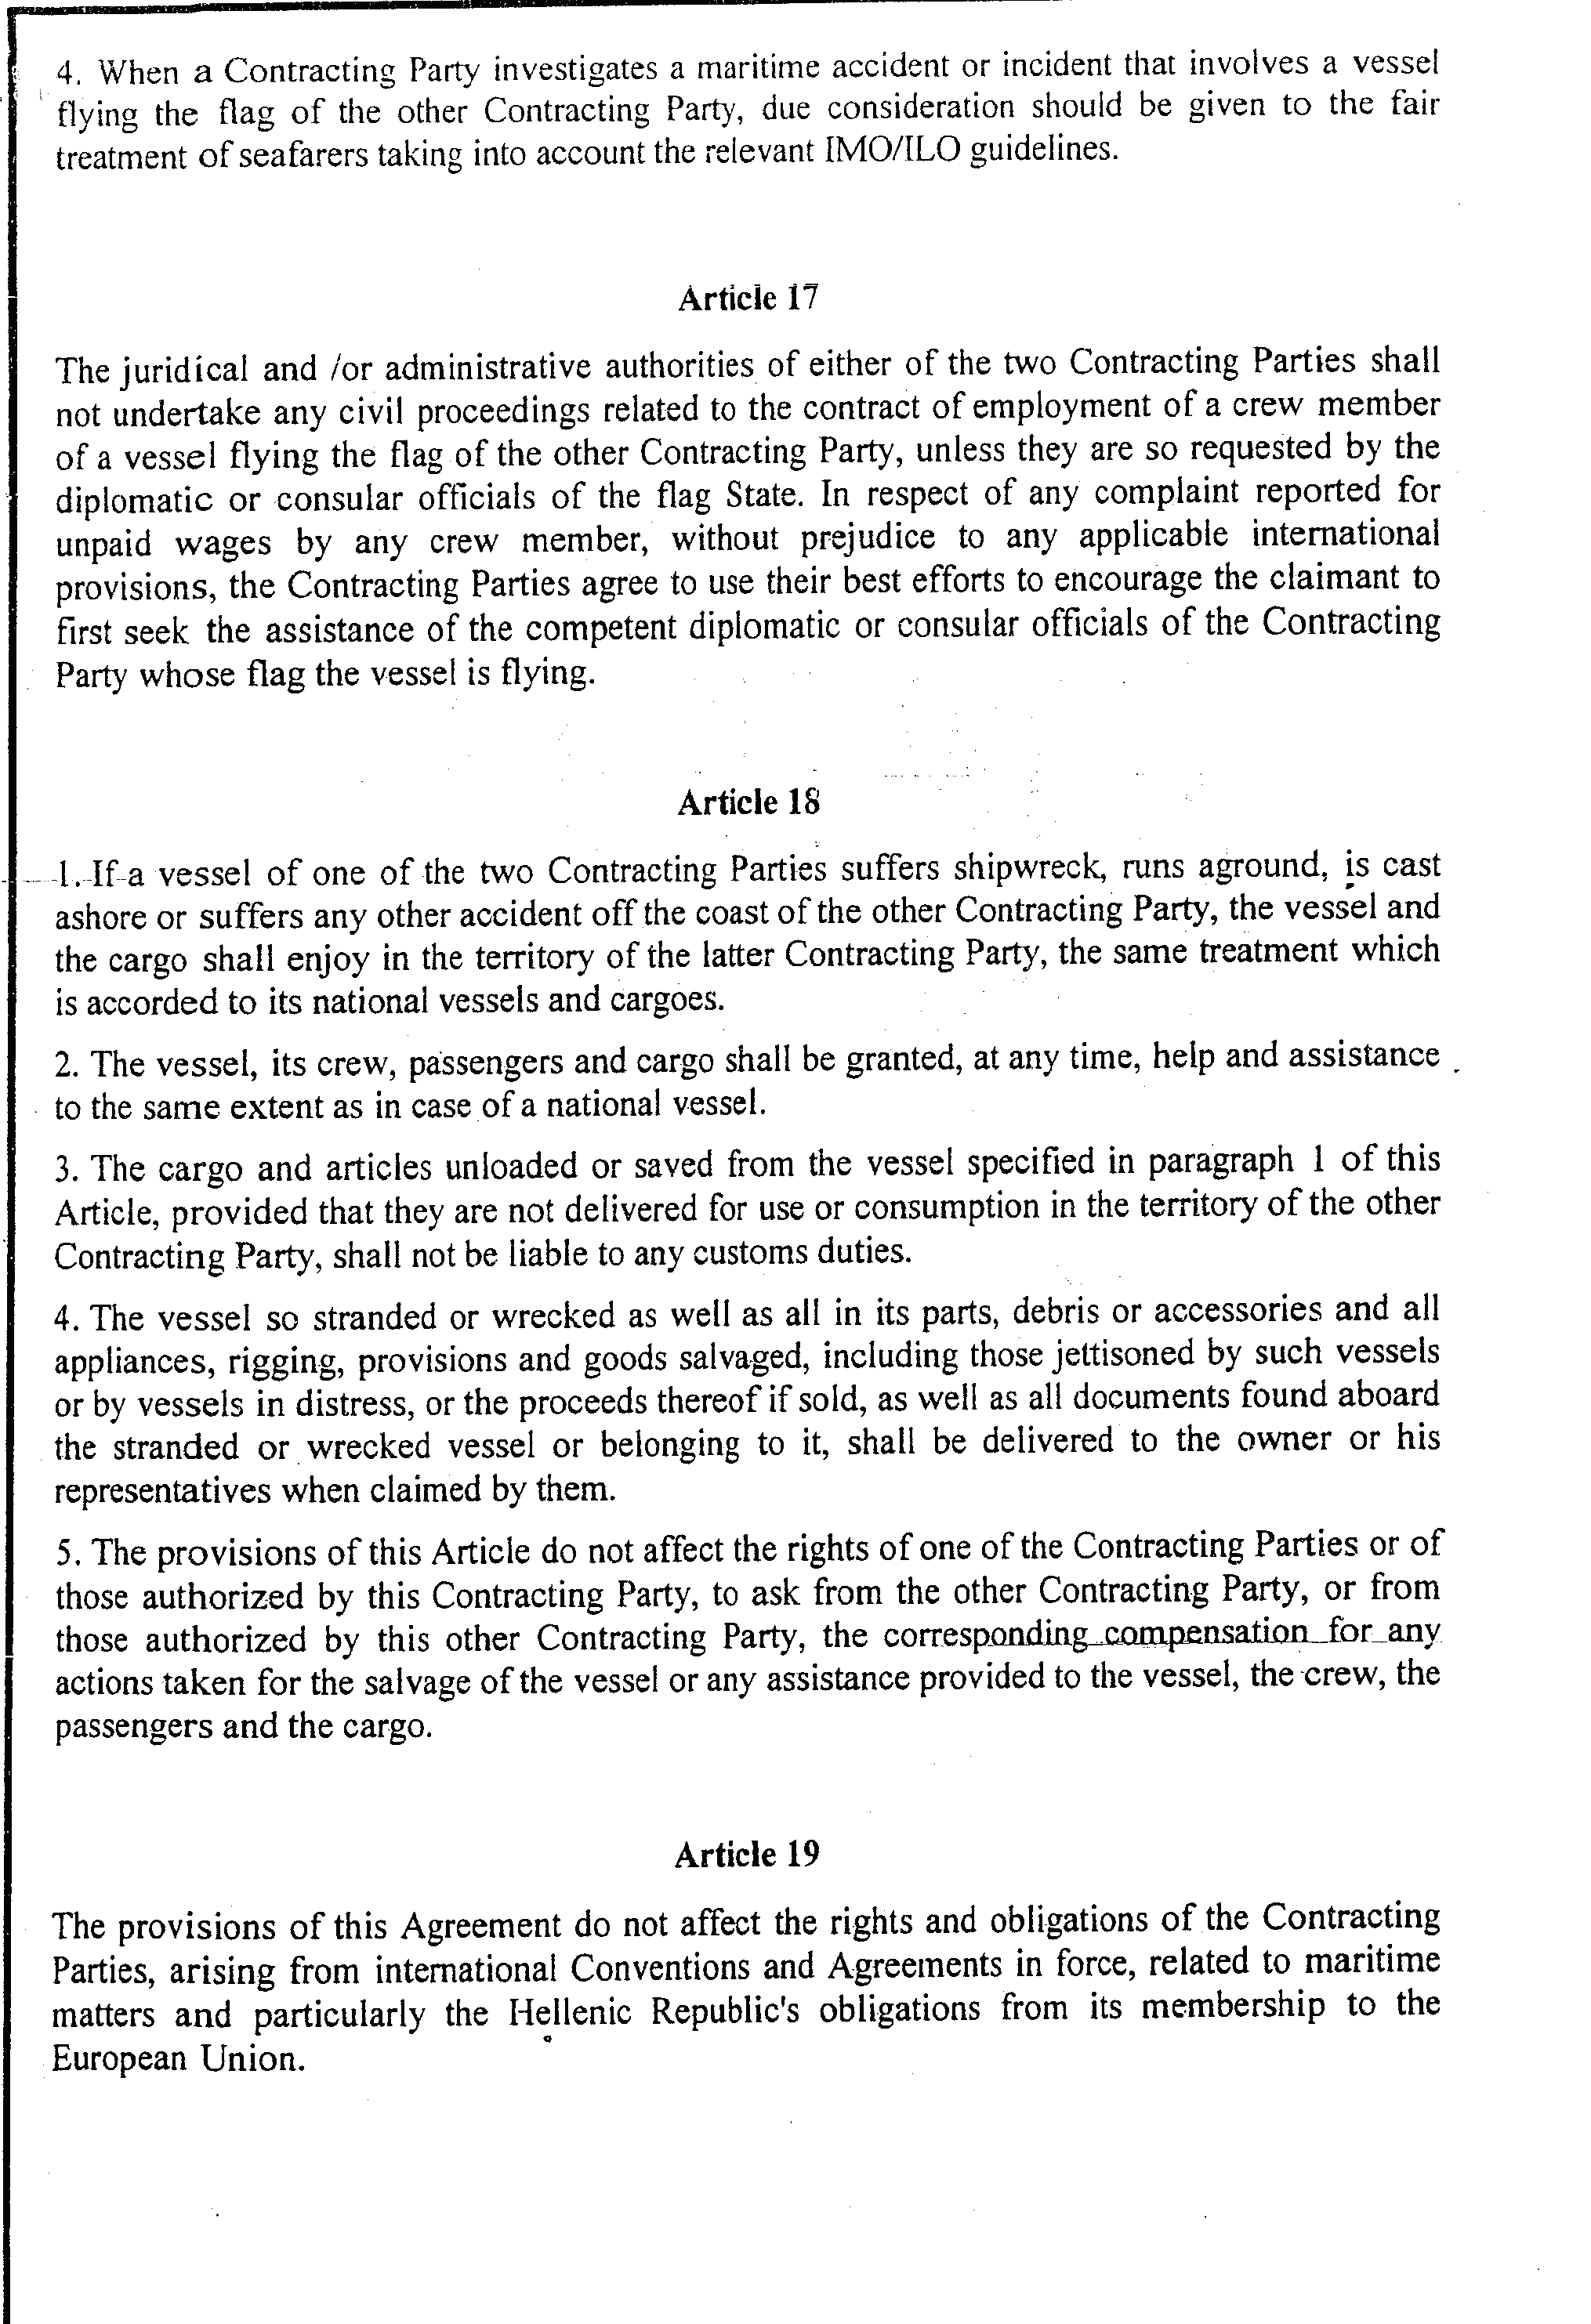 4. When a Contracting Party investigates a maritime accident or incident that involves a vessel
flying the flag of the other Contracting Party, due consideration should be given to the fair
treatment of seafarers taking into account the relevant IMO/ILO guidelines.
Article 17
The juridical and /or administrative authorities of either of the two Contracting Parties shall
not undertake any civil proceedings related to the contract of employment of a crew member
of a vessel flying the flag of the other Contracting Party, unless they are so requested by the
diplomatic or consular officials of the flag State. In respect of any complaint reported for
unpaid wages by any crew member, without prejudice to any applicable international
provisions, the Contracting Parties agree to use their best efforts to encourage the claimant to
first seek the assistance of the competent diplomatic or consular officials of the Contracting
Party whose flag the vessel is flying.
Article 18
1. If a vessel of one of the two Contracting Parties suffers shipwreck, runs aground, is cast
ashore or suffers any other accident off the coast of the other Contracting Party, the vessel and
the cargo shall enjoy in the territory of the latter Contracting Party, the same treatment which
is accorded to its national vessels and cargoes.
2. The vessel, its crew, passengers and cargo shall be granted, at any time, help and assistance
to the same extent as in case of a national vessel.
3. The cargo and articles unloaded or saved from the vessel specified in paragraph 1 of this
Article, provided that they are not delivered for use or consumption in the territory of the other
Contracting Party, shall not be liable to any customs duties.
4. The vessel so stranded or wrecked as well as all in its parts, debris or accessories and all
appliances, rigging, provisions and goods salvaged, including those jettisoned by such vessels
or by vessels in distress, or the proceeds thereof if sold, as well as all documents found aboard
the stranded or wrecked vessel or belonging to it, shall be delivered to the owner or his
representatives when claimed by them.
5. The provisions of this Article do not affect the rights of one of the Contracting Parties or of
those authorized by this Contracting Party, to ask from the other Contracting Party, or from
those authorized by this other Contracting Party, the corresponding compensation for any
actions taken for the salvage of the vessel or any assistance provided to the vessel, the crew, the
passengers and the cargo.
Article 19
The provisions of this Agreement do not affect the rights and obligations of the Contracting
Parties, arising from international Conventions and Agreements in force, related to maritime
matters and particularly the Hellenic Republic's obligations from its membership to the
European Union.